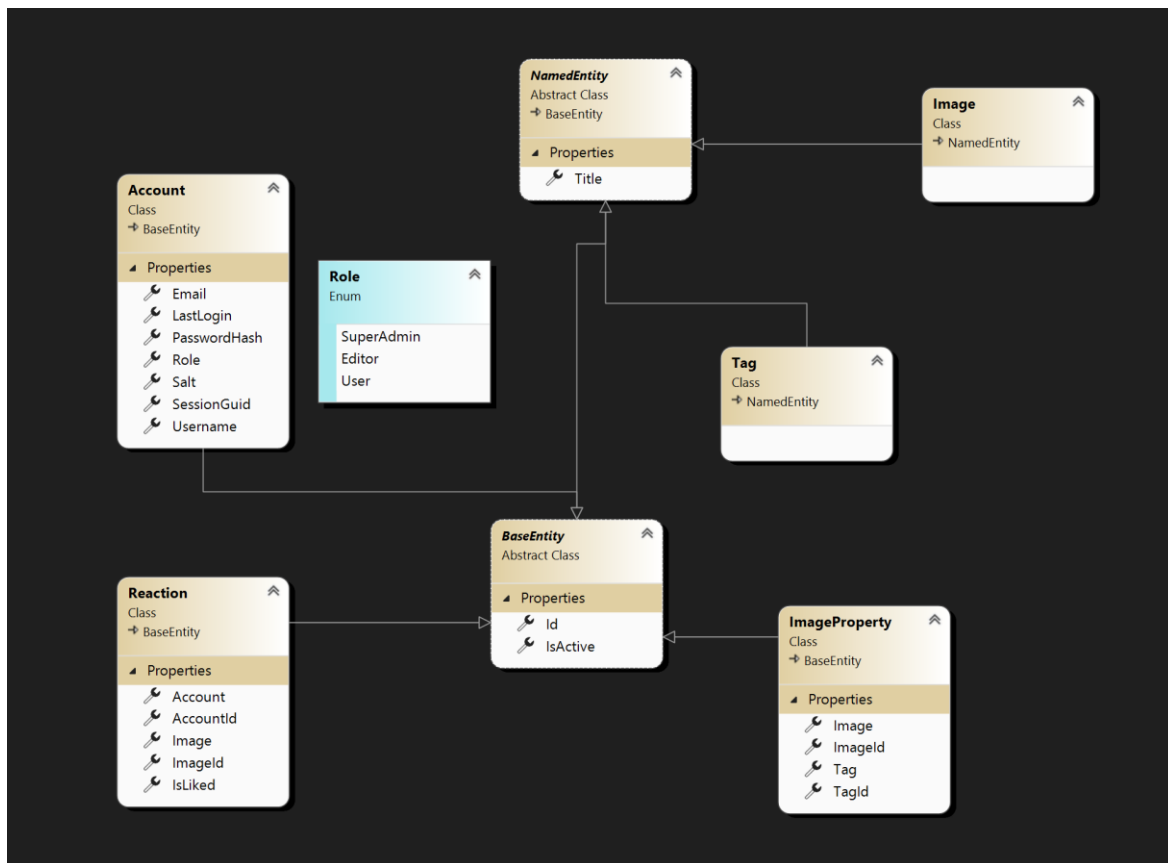 NamedEntity
Abstract Class
BaseEntity
Properties
Title
Image
Class
NamedEntity
Account
Class
BaseEntity
Properties
Email
LastLogin
PasswordHash
Role
Salt
SessionGuid
Username
Role
Enum
SuperAdmin
Editor
User
Tag
Class
NamedEntity
BaseEntity
Abstract Class
Properties
Id
IsActive
Reaction
Class
BaseEntity
Properties
Account
AccountId
Image
ImageId
IsLiked
ImageProperty
Class
BaseEntity
Properties
Image
ImageId
Tag
TagId